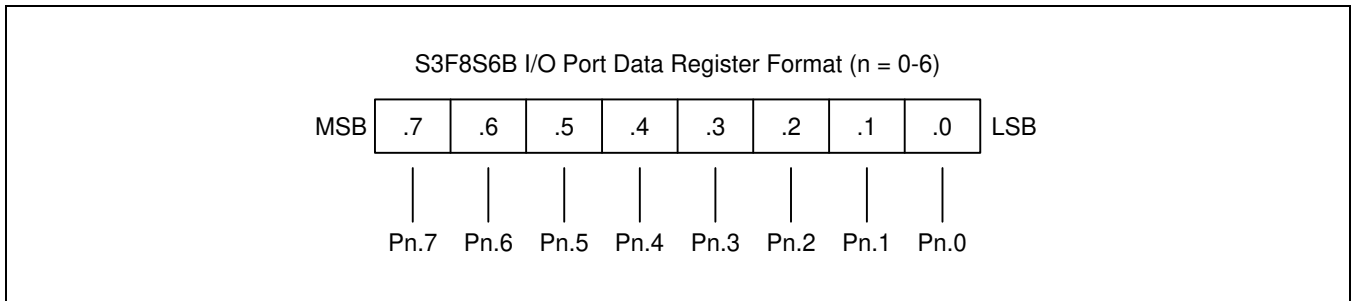 S3F8S6B I/O Port Data Register Format (n = 0-6)
MSB .7 .6 .5 .4 .3 .2 .1 .0 LSB
Pn.7 Pn.6 Pn.5 Pn.4 Pn.3 Pn.2 Pn.1 Pn.0